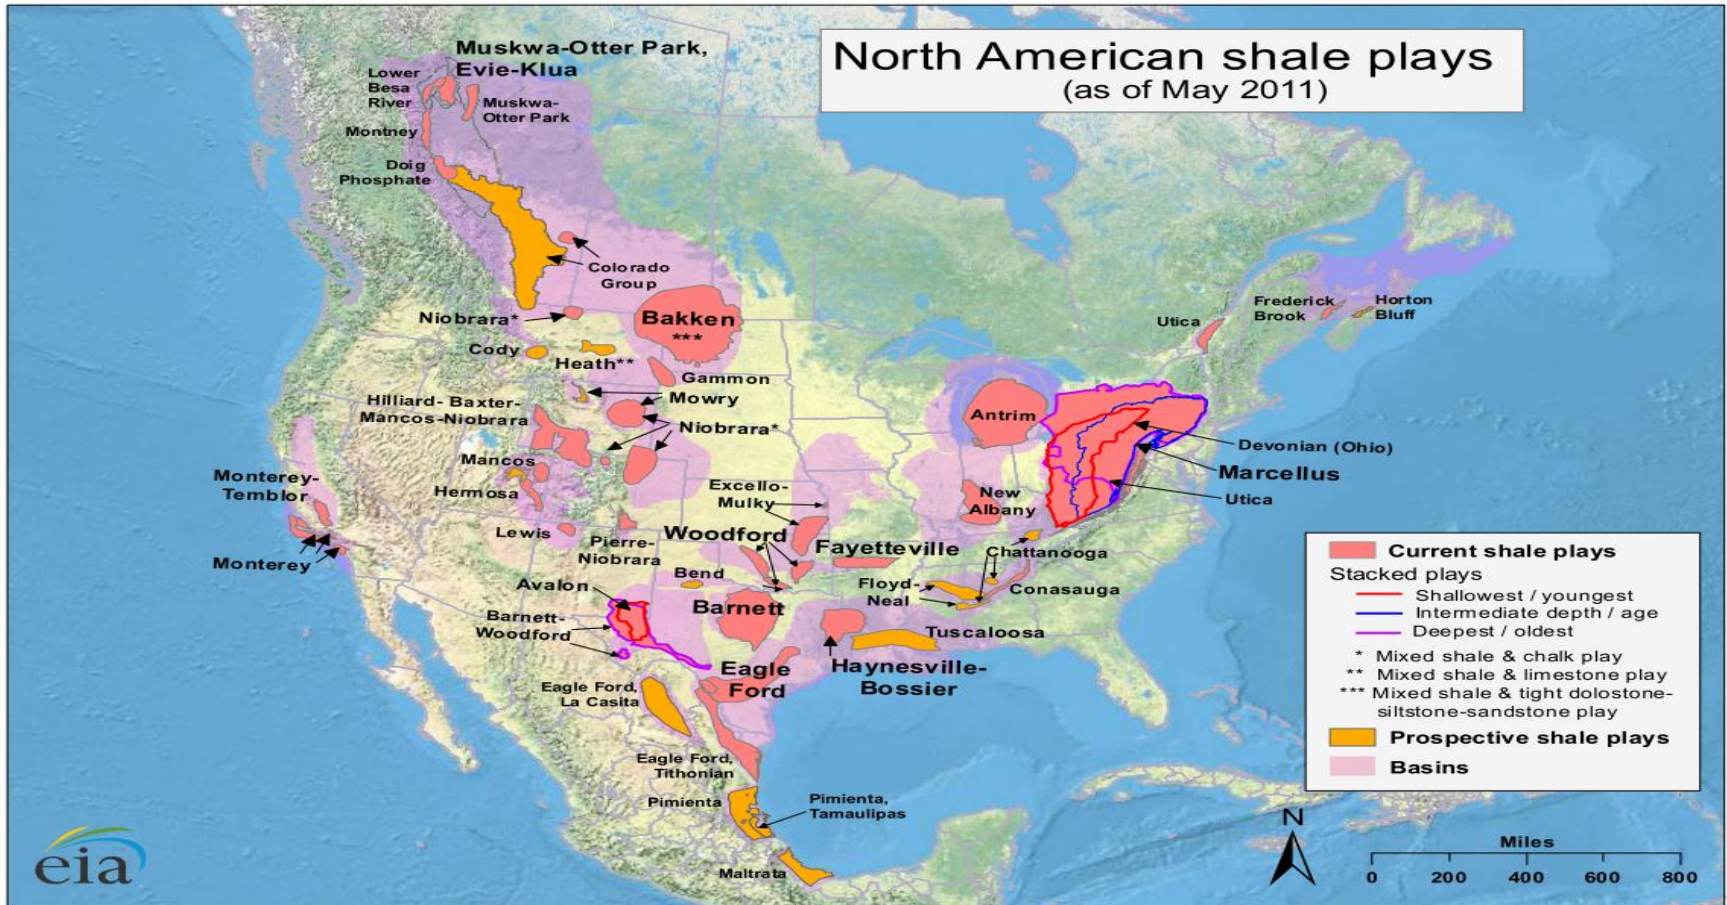 North American shale plays
(as of May 2011)
Muskwa-Otter Park,
Evie-Klua
Lower
Besa
River
Muskwa-
Otter Park
Montney
Doig
Phosphate
Colorado
Group
Niobrara*
Bakken
***
Cody
Heath**
Gammon
Mowry
Hilliard- Baxter-
Mancos-Niobrara
Niobrara*
Antrim
Utica
Frederick
Brook
Horton
Bluff
Devonian (Ohio)
Marcellus
Utica
Mancos
Hermosa
Monterey-
Temblor
Monterey
Excello-
Mulky
New
Albany
Lewis
Pierre-
Niobrara
Woodford
Fayetteville
Chattanooga
Avalon
Bend
Floyd-
Neal
Conasauga
Barnett-
Woodford
Barnett
Tuscaloosa
Eagle
Ford
Haynesville-
Bossier
Eagle Ford,
La Casita
Eagle Ford,
Tithonian
Pimienta
Pimienta,
Tamaulipas
Maltrata
Current shale plays
Stacked plays
Shallowest / youngest
Intermediate depth / age
Deepest / oldest
* Mixed shale & chalk play
** Mixed shale & limestone play
*** Mixed shale & tight dolostone-
siltstone-sandstone play
Prospective shale plays
Basins
N
Miles
0 200 400 600 800
eia